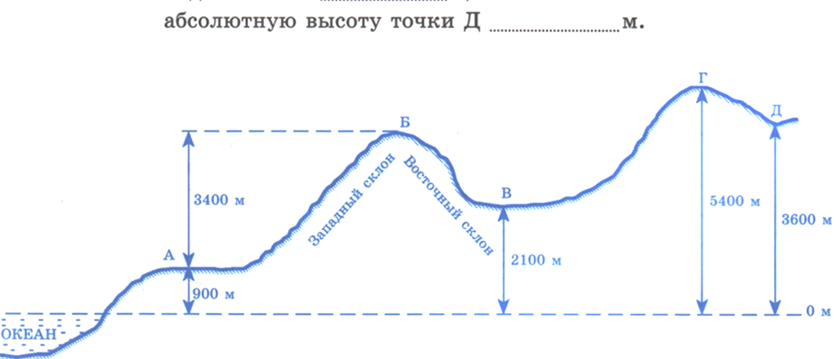 абсолютную высоту точки Д ........................ м.
Г
Б
Д
3400 м
Западный склон
Восточный склон
В
5400 м
3600 м
А
2100 м
900 м
0 м
ОКЕАН